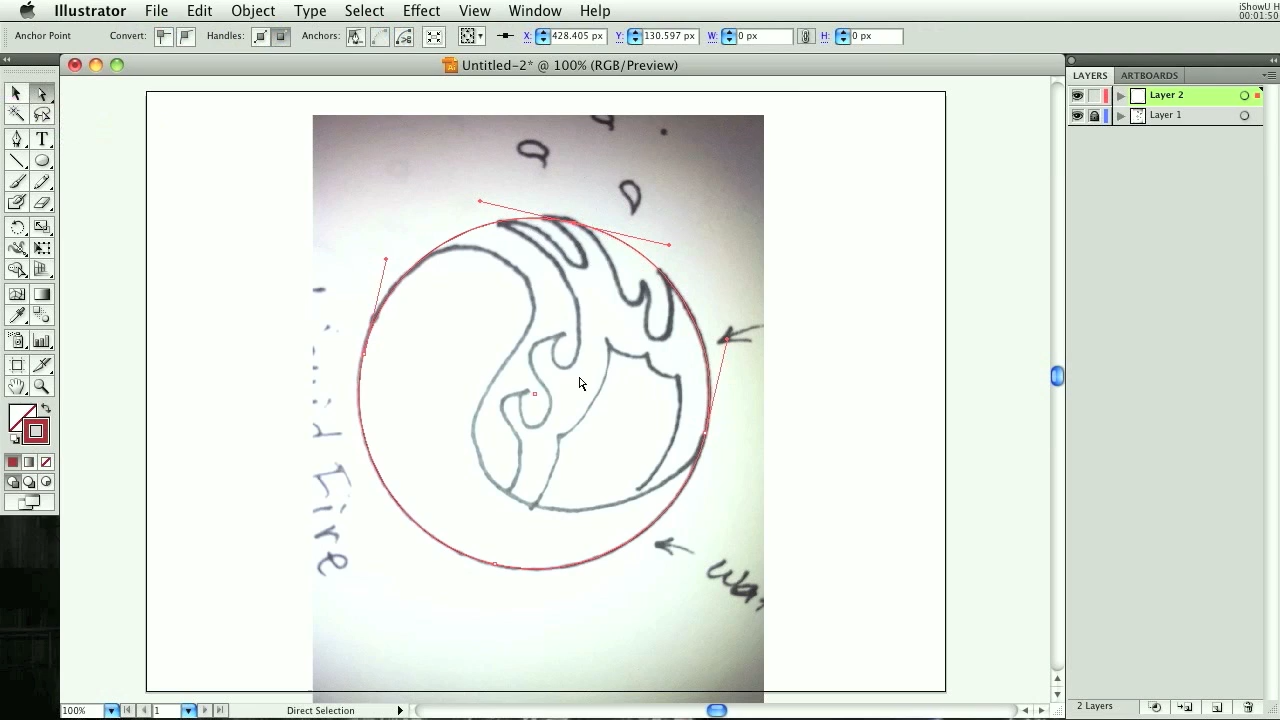 Illustrator File Edit Object Type Select Effect View Window Help
iShowU H
00:01:50
Anchor Point Convert: Handles: Anchors: X: 428.405 px Y: 130.597 px W: 0 px H: 0 px
Untitled-2* @ 100% (RGB/Preview)
LAYERS ARTBOARDS
Layer 2
Layer 1
fire
100% 1 Direct Selection
2 Layers